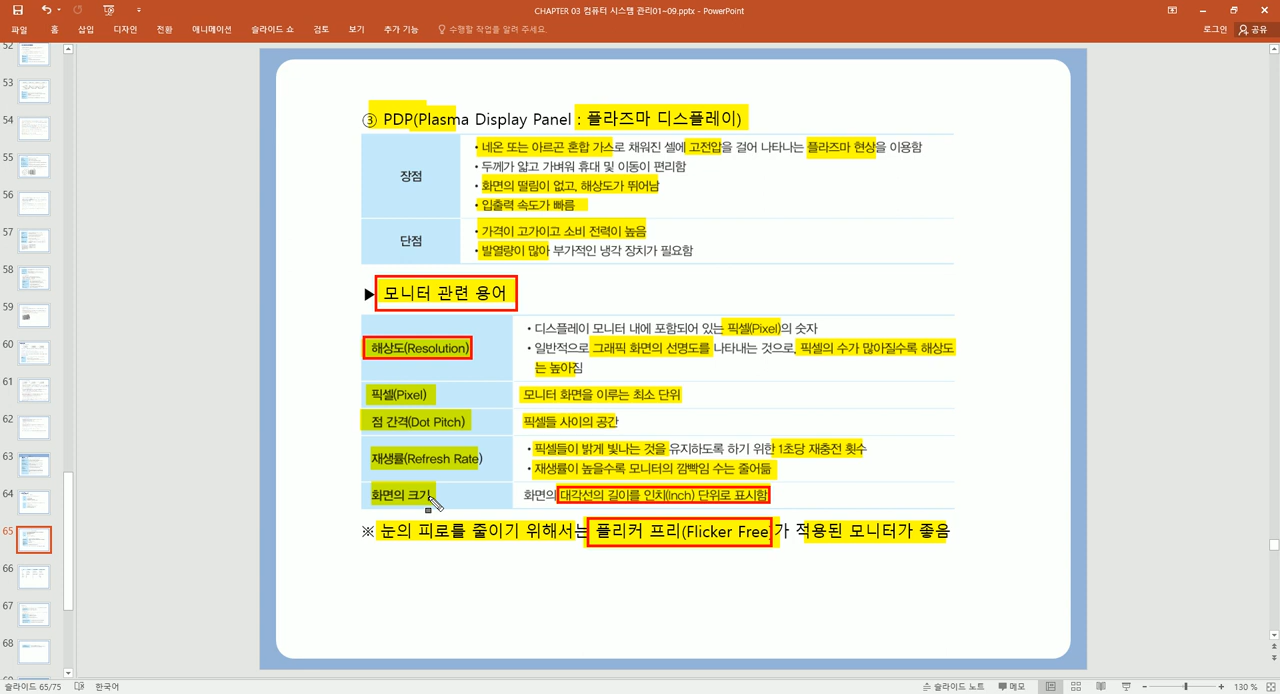 CHAPTER 03 컴퓨터 시스템 관리01~09.pptx - PowerPoint
파일 홈 삽입 디자인 전환 애니메이션 슬라이드 쇼 검토 보기 추가 기능 수행할 작업을 알려 주세요. 로그인 공유
52
53
54
55
56
57
58
59
60
61
62
63
64
65
66
67
68
③ PDP(Plasma Display Panel : 플라즈마 디스플레이)
장점
• 네온 또는 아르곤 혼합 가스로 채워진 셀에 고전압을 걸어 나타나는 플라즈마 현상을 이용함
• 두께가 얇고 가벼워 휴대 및 이동이 편리함
• 화면의 떨림이 없고, 해상도가 뛰어남
• 입출력 속도가 빠름
단점
• 가격이 고가이고 소비 전력이 높음
• 발열량이 많아 부가적인 냉각 장치가 필요함
▶ 모니터 관련 용어
해상도(Resolution)
• 디스플레이 모니터 내에 포함되어 있는 픽셀(Pixel)의 숫자
• 일반적으로 그래픽 화면의 선명도를 나타내는 것으로, 픽셀의 수가 많아질수록 해상도
는 높아짐
픽셀(Pixel) 모니터 화면을 이루는 최소 단위
점 간격(Dot Pitch) 픽셀들 사이의 공간
재생률(Refresh Rate)
• 픽셀들이 밝게 빛나는 것을 유지하도록 하기 위한 1초당 재충전 횟수
• 재생률이 높을수록 모니터의 깜빡임 수는 줄어듦
화면의 크기 화면의 대각선의 길이를 인치(Inch) 단위로 표시함
※ 눈의 피로를 줄이기 위해서는 플리커 프리(Flicker Free)가 적용된 모니터가 좋음
슬라이드 65/75 한국어 슬라이드 노트 메모 130 %